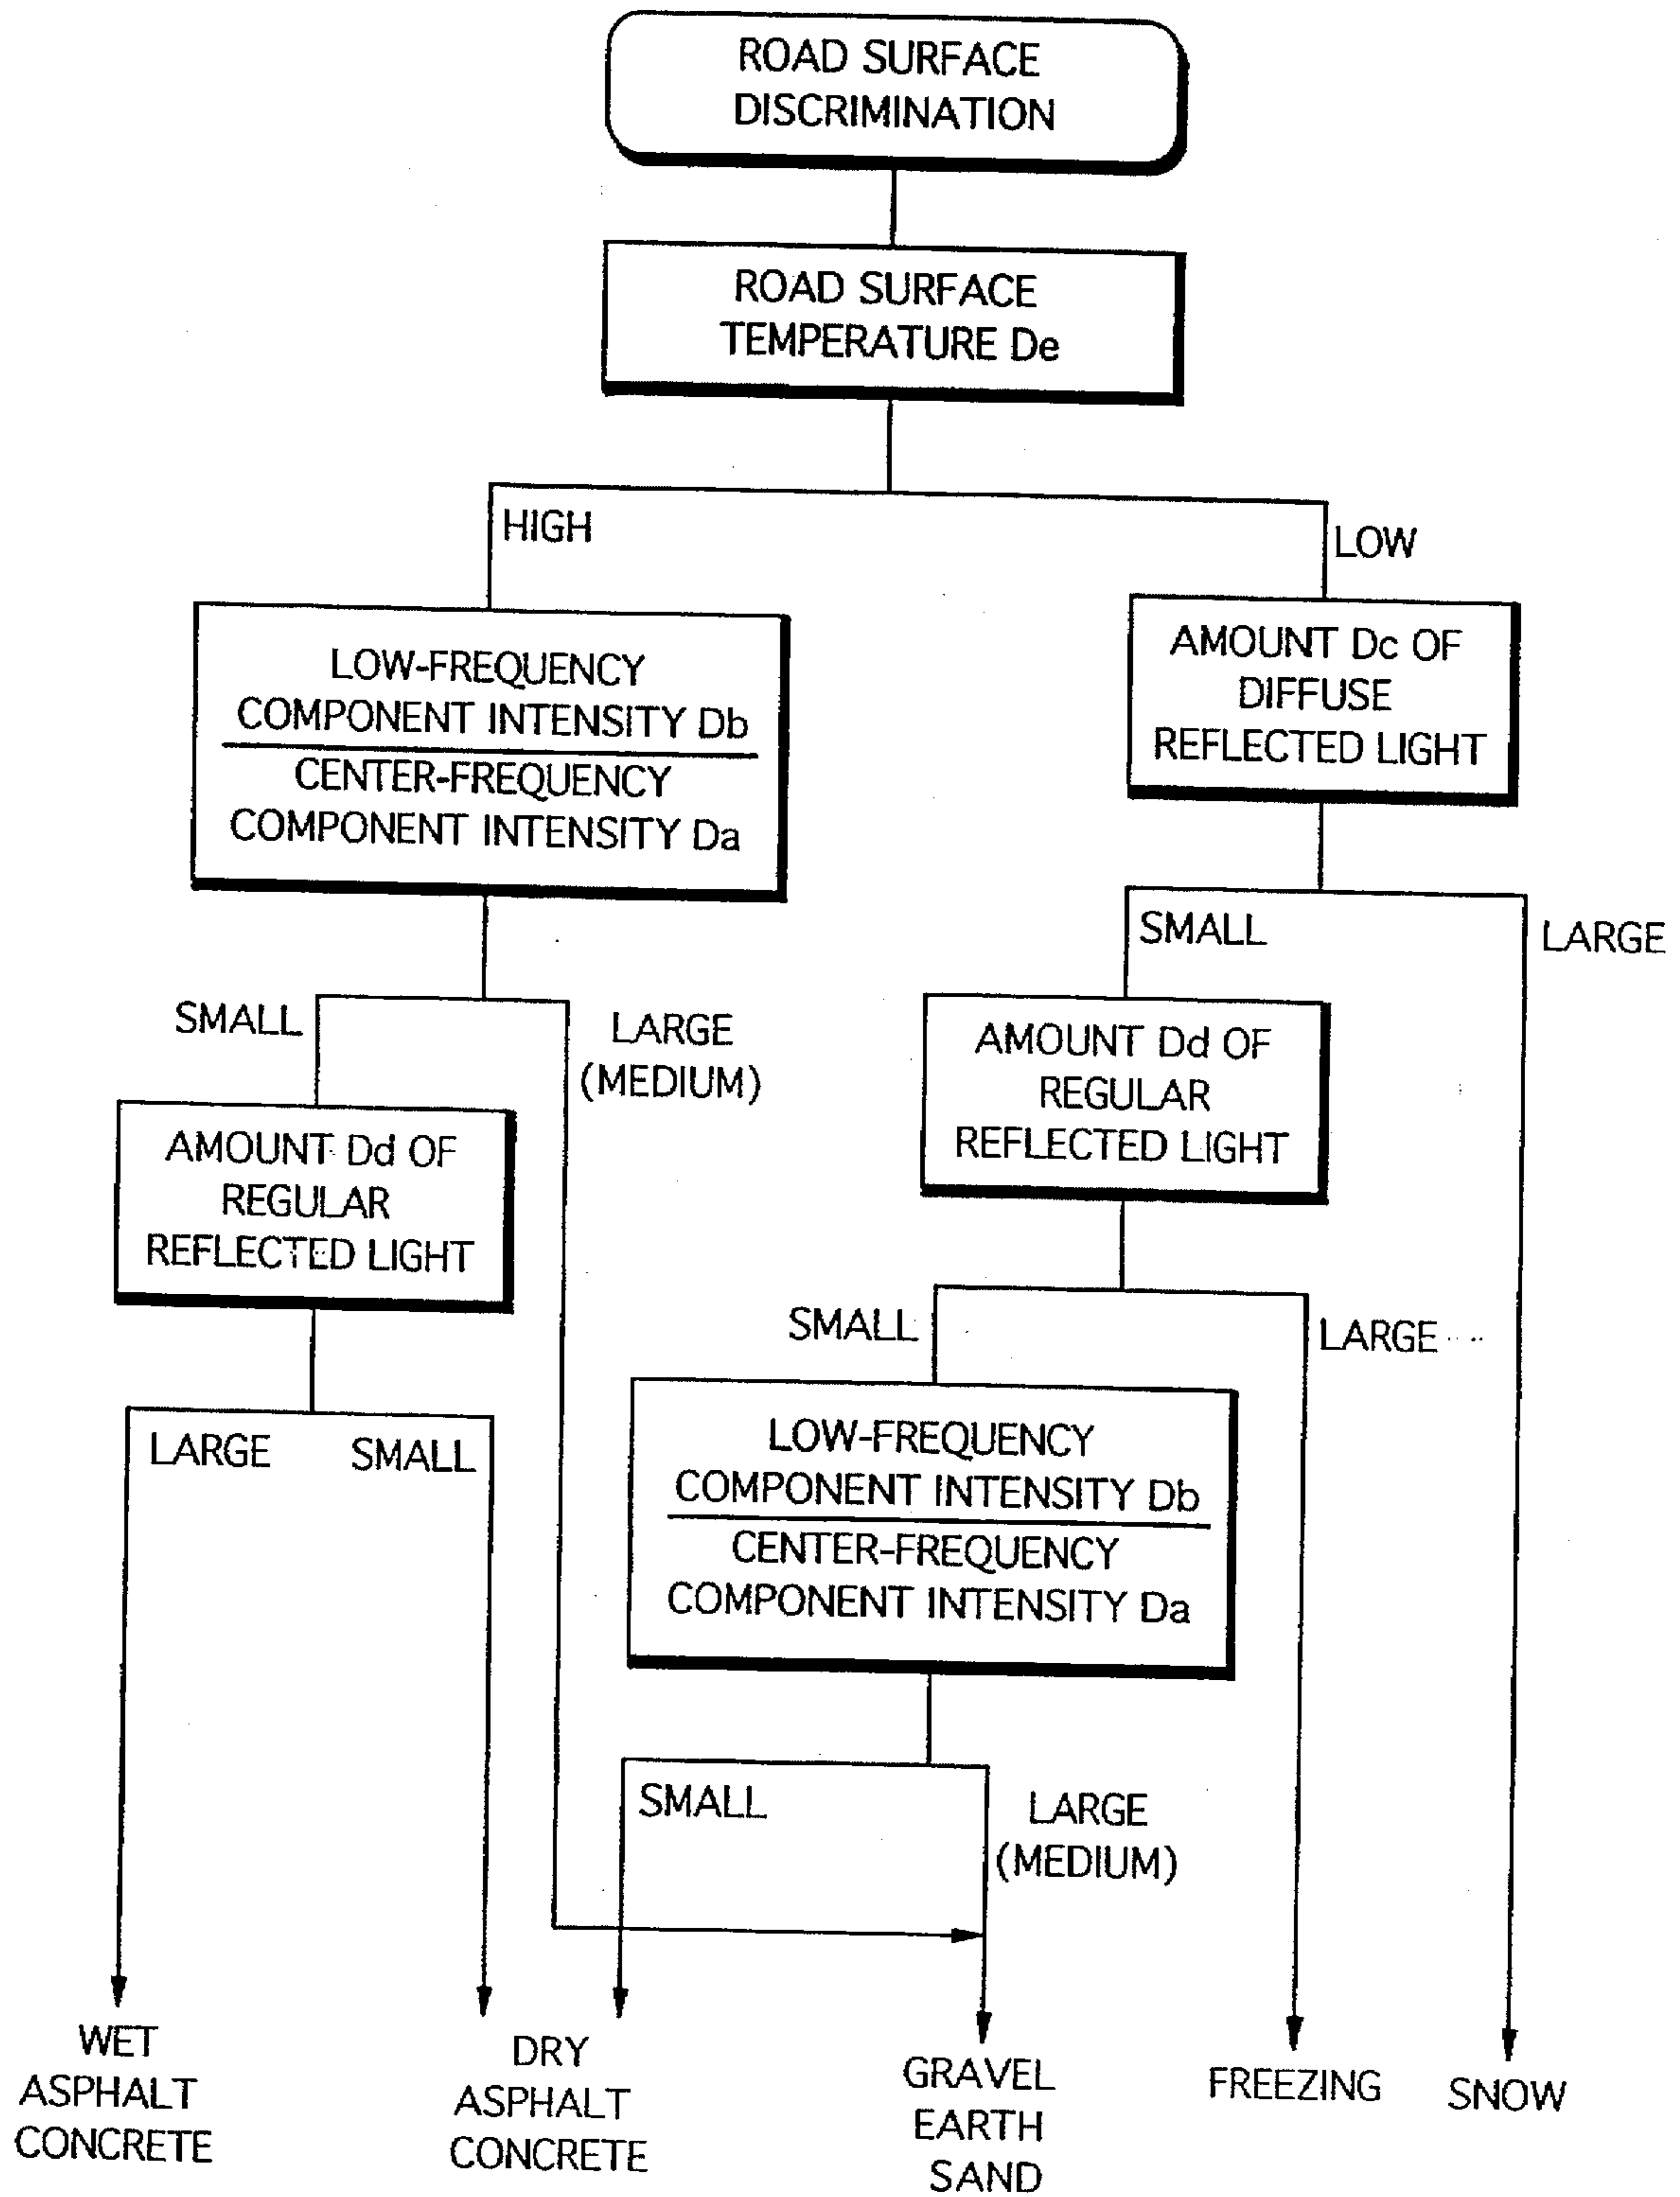 ROAD SURFACE
DISCRIMINATION
ROAD SURFACE
TEMPERATURE De
HIGH
LOW
LOW-FREQUENCY
COMPONENT INTENSITY Db
CENTER-FREQUENCY
COMPONENT INTENSITY Da
AMOUNT Dc OF
DIFFUSE
REFLECTED LIGHT
SMALL
LARGE
SMALL
LARGE
(MEDIUM)
AMOUNT Dd OF
REGULAR
REFLECTED LIGHT
AMOUNT Dd OF
REGULAR
REFLECTED LIGHT
SMALL
LARGE
LARGE
SMALL
LOW-FREQUENCY
COMPONENT INTENSITY Db
CENTER-FREQUENCY
COMPONENT INTENSITY Da
SMALL
LARGE
(MEDIUM)
WET
ASPHALT
CONCRETE
DRY
ASPHALT
CONCRETE
GRAVEL
EARTH
SAND
FREEZING
SNOW